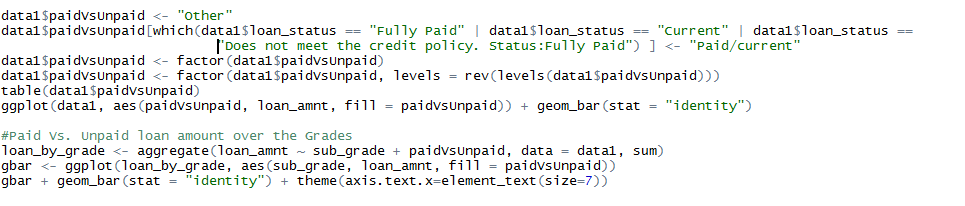 data1$paidVsUnpaid <- "Other"
data1$paidVsUnpaid[which(data1$loan_status == "Fully Paid" | data1$loan_status == "Current" | data1$loan_status ==
"Does not meet the credit policy. Status:Fully Paid") ] <- "Paid/current"
data1$paidVsUnpaid <- factor(data1$paidVsUnpaid)
data1$paidVsUnpaid <- factor(data1$paidVsUnpaid, levels = rev(levels(data1$paidVsUnpaid)))
table(data1$paidVsUnpaid)
ggplot(data1, aes(paidVsUnpaid, loan_amnt, fill = paidVsUnpaid)) + geom_bar(stat = "identity")
#Paid Vs. Unpaid loan amount over the Grades
loan_by_grade <- aggregate(loan_amnt ~ sub_grade + paidVsUnpaid, data = data1, sum)
gbar <- ggplot(loan_by_grade, aes(sub_grade, loan_amnt, fill = paidVsUnpaid))
gbar + geom_bar(stat = "identity") + theme(axis.text.x=element_text(size=7))